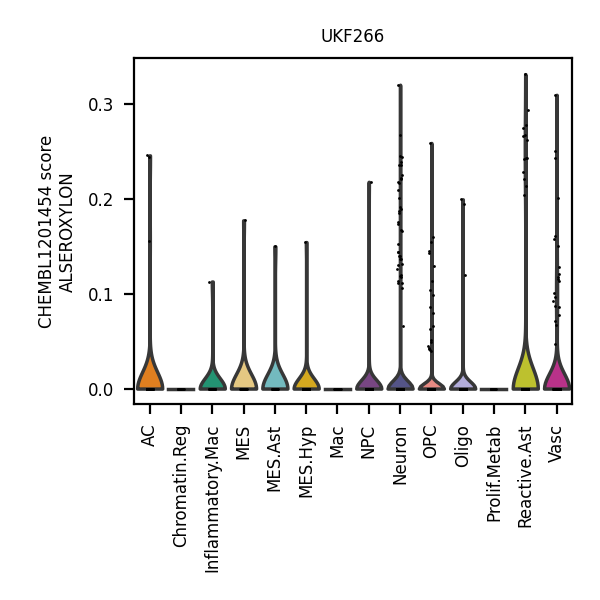 UKF266
CHEMBL1201454 score
ALSEROXYLON
0.3
0.2
0.1
0.0
AC
Chromatin.Reg
Inflammatory.Mac
MES
MES.Ast
MES.Hyp
Mac
NPC
Neuron
OPC
Oligo
Prolif.Metab
Reactive.Ast
Vasc